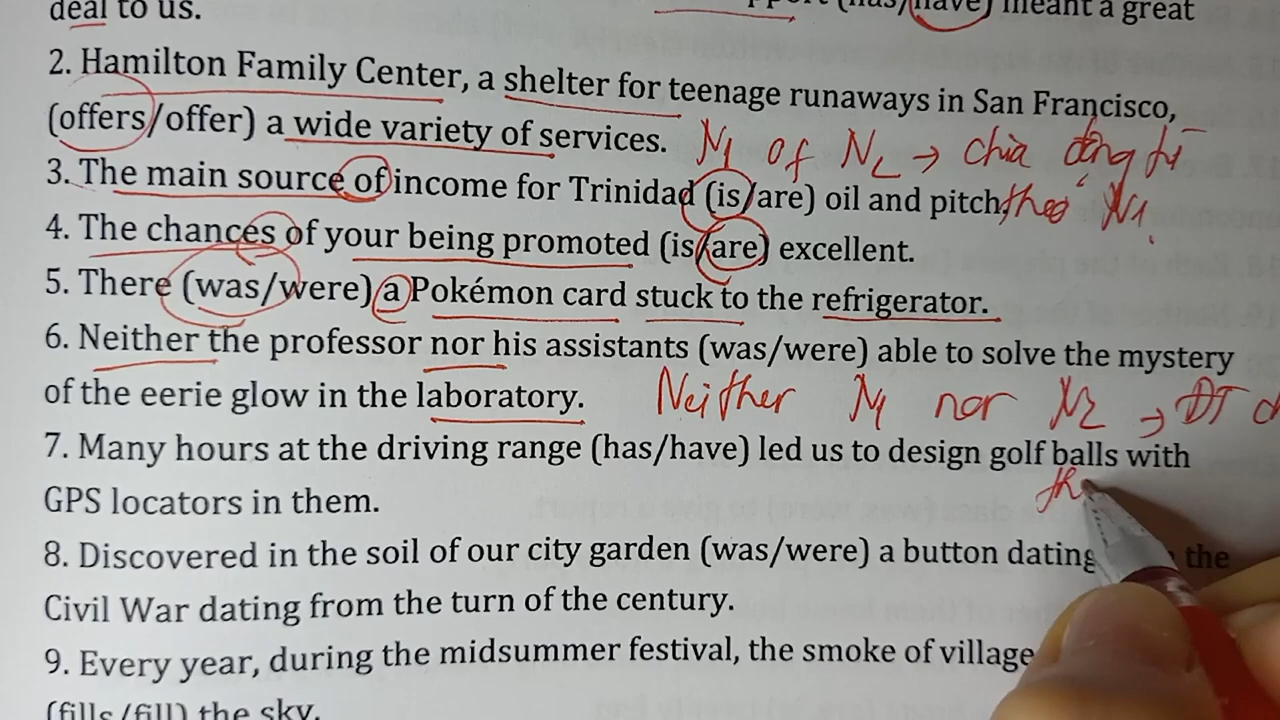 deal to us. (has/have) meant a great
2. Hamilton Family Center, a shelter for teenage runaways in San Francisco,
(offers/offer) a wide variety of services. N1 of N2 → chia động từ
3. The main source of income for Trinidad (is/are) oil and pitch. theo N1.
4. The chances of your being promoted (is/are) excellent.
5. There (was/were) a Pokémon card stuck to the refrigerator.
6. Neither the professor nor his assistants (was/were) able to solve the mystery
of the eerie glow in the laboratory. Neither N1 nor N2 → ĐT
7. Many hours at the driving range (has/have) led us to design golf balls with
GPS locators in them.
8. Discovered in the soil of our city garden (was/were) a button dating the
Civil War dating from the turn of the century.
9. Every year, during the midsummer festival, the smoke of village
(fills/fill) the sky.